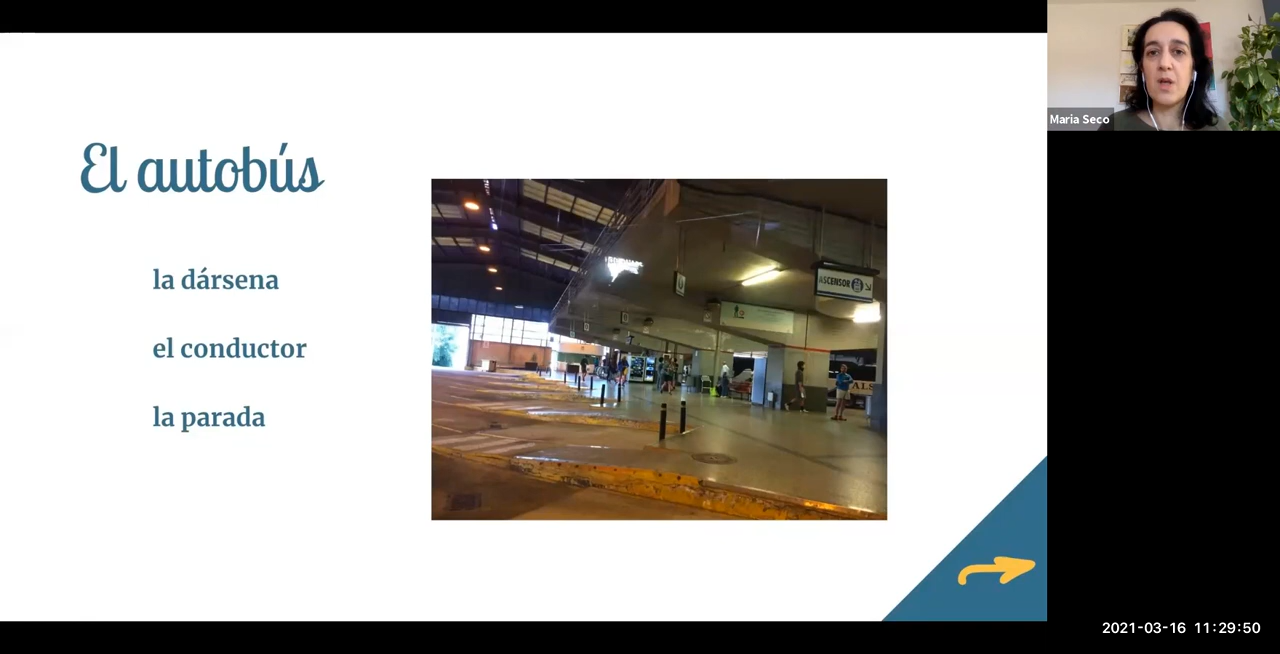 El autobús
la dársena
el conductor
la parada
ASCENSOR
Maria Seco
2021-03-16 11:29:50